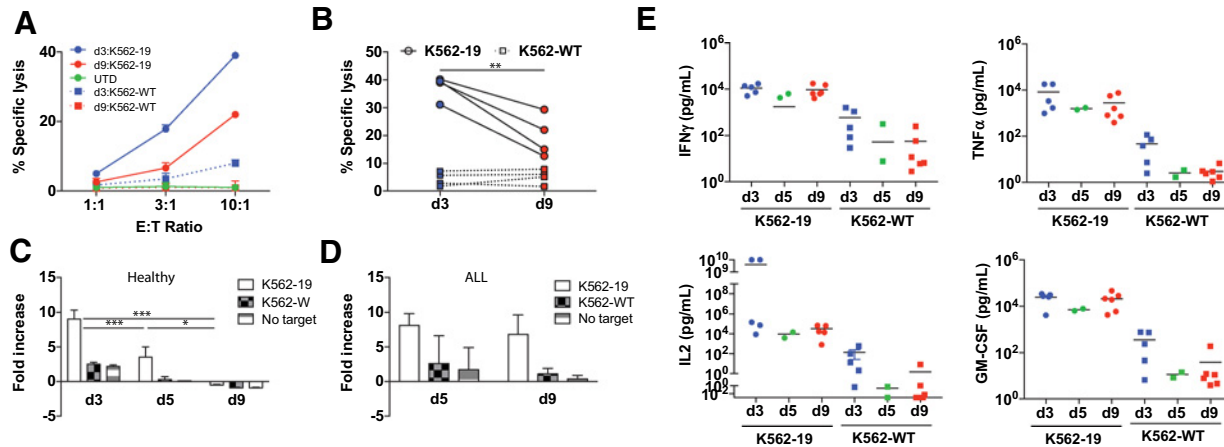 A
% Specific lysis
40
30
20
10
0
d3:K562-19
d9:K562-19
UTD
d3:K562-WT
d9:K562-WT
1:1 3:1 10:1
E:T Ratio
B
% Specific lysis
50
40
30
20
10
0
K562-19 K562-WT
**
d3 d9
C
Healthy
Fold increase
15
10
5
0
-5
K562-19
K562-W
No target
***
*** *
d3 d5 d9
D
ALL
Fold increase
15
10
5
0
-5
K562-19
K562-WT
No target
d5 d9
E
IFNγ (pg/mL)
10^6
10^4
10^2
10^0
d3 d5 d9 d3 d5 d9
K562-19 K562-WT
TNFα (pg/mL)
10^6
10^4
10^2
10^0
d3 d5 d9 d3 d5 d9
K562-19 K562-WT
IL2 (pg/mL)
10^10
10^9
10^6
10^4
10^2
10^0
10^2
d3 d5 d9 d3 d5 d9
K562-19 K562-WT
GM-CSF (pg/mL)
10^6
10^4
10^2
10^0
d3 d5 d9 d3 d5 d9
K562-19 K562-WT